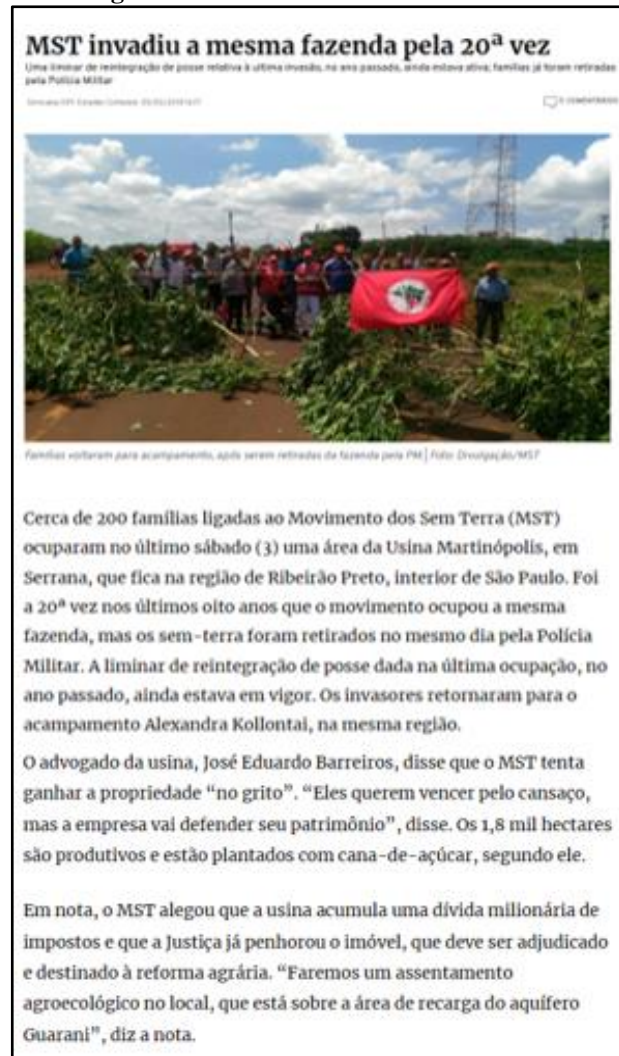 MST invadiu a mesma fazenda pela 20ª vez
Uma liminar de reintegração de posse relativa à última invasão, no ano passado, ainda estava ativa; famílias já foram retiradas
pela Polícia Militar
0 COMENTÁRIOS
Famílias voltaram para acampamento, após serem retiradas da fazenda pela PM | Foto: Divulgação/MST
Cerca de 200 famílias ligadas ao Movimento dos Sem Terra (MST)
ocuparam no último sábado (3) uma área da Usina Martinópolis, em
Serrana, que fica na região de Ribeirão Preto, interior de São Paulo. Foi
a 20ª vez nos últimos oito anos que o movimento ocupou a mesma
fazenda, mas os sem-terra foram retirados no mesmo dia pela Polícia
Militar. A liminar de reintegração de posse dada na última ocupação, no
ano passado, ainda estava em vigor. Os invasores retornaram para o
acampamento Alexandra Kollontai, na mesma região.
O advogado da usina, José Eduardo Barreiros, disse que o MST tenta
ganhar a propriedade “no grito”. “Eles querem vencer pelo cansaço,
mas a empresa vai defender seu patrimônio”, disse. Os 1,8 mil hectares
são produtivos e estão plantados com cana-de-açúcar, segundo ele.
Em nota, o MST alegou que a usina acumula uma dívida milionária de
impostos e que a Justiça já penhorou o imóvel, que deve ser adjudicado
e destinado à reforma agrária. “Faremos um assentamento
agroecológico no local, que está sobre a área de recarga do aquífero
Guarani”, diz a nota.